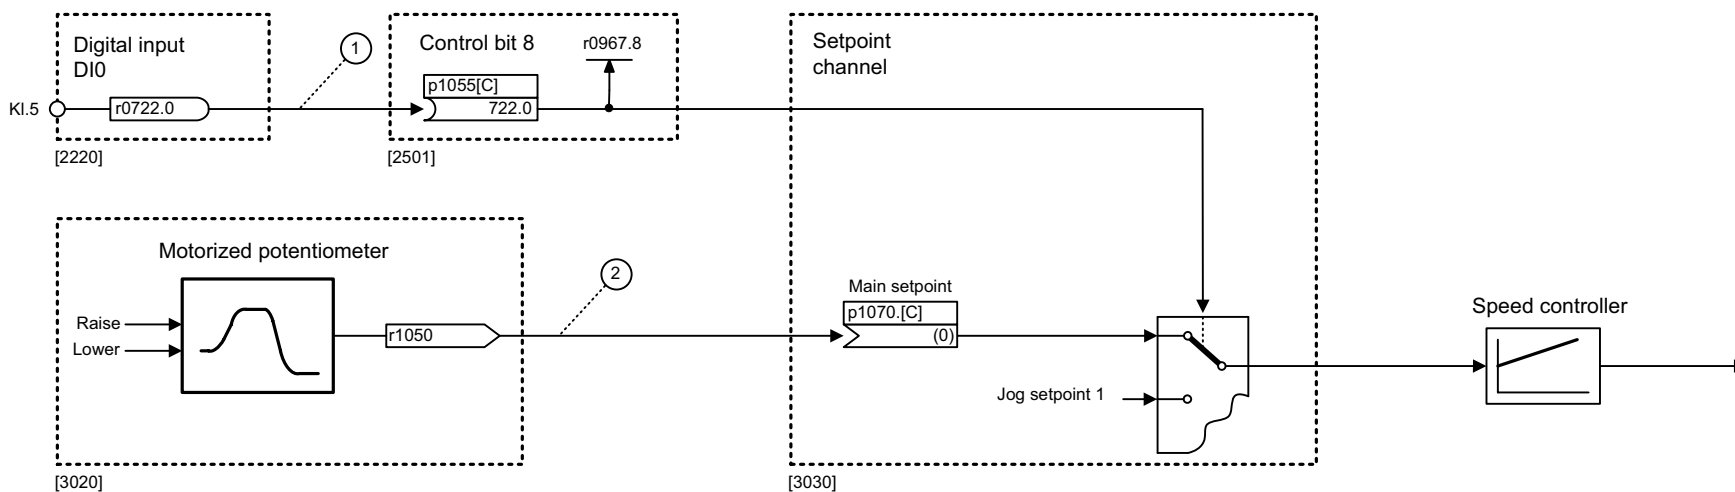 Digital input
DI0
1
Control bit 8
r0967.8
Setpoint
channel
p1055[C]
Kl.5
r0722.0
722.0
[2220]
[2501]
Motorized potentiometer
2
Main setpoint
p1070.[C]
Speed controller
Raise
r1050
(0)
Lower
Jog setpoint 1
[3020]
[3030]